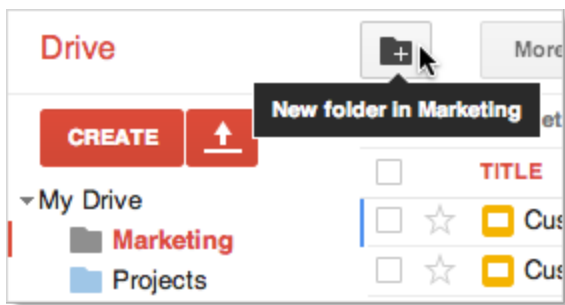 Drive
More
New folder in Marketing
CREATE
TITLE
My Drive
Marketing
Projects